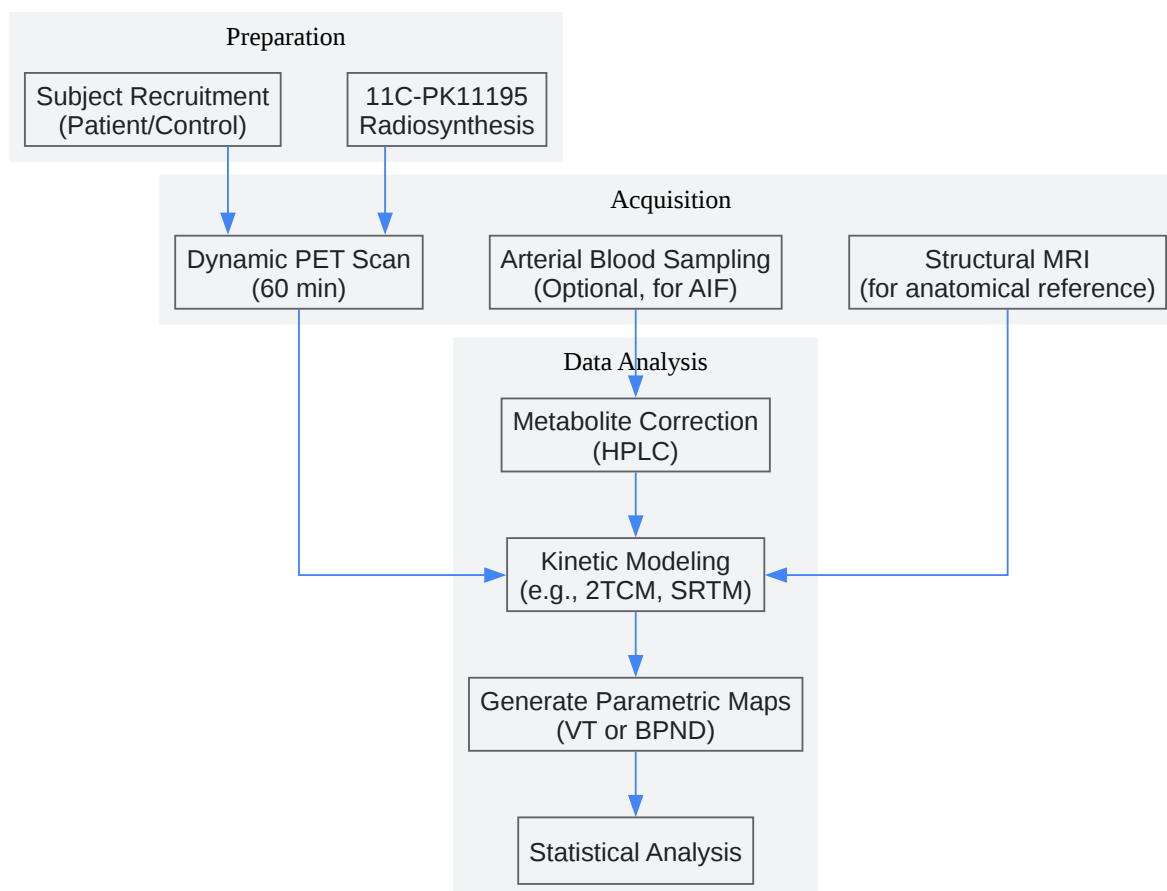 Preparation
Subject Recruitment
(Patient/Control)
11C-PK11195
Radiosynthesis
Acquisition
Dynamic PET Scan
(60 min)
Arterial Blood Sampling
(Optional, for AIF)
Structural MRI
(for anatomical reference)
Data Analysis
Metabolite Correction
(HPLC)
Kinetic Modeling
(e.g., 2TCM, SRTM)
Generate Parametric Maps
(VT or BPND)
Statistical Analysis